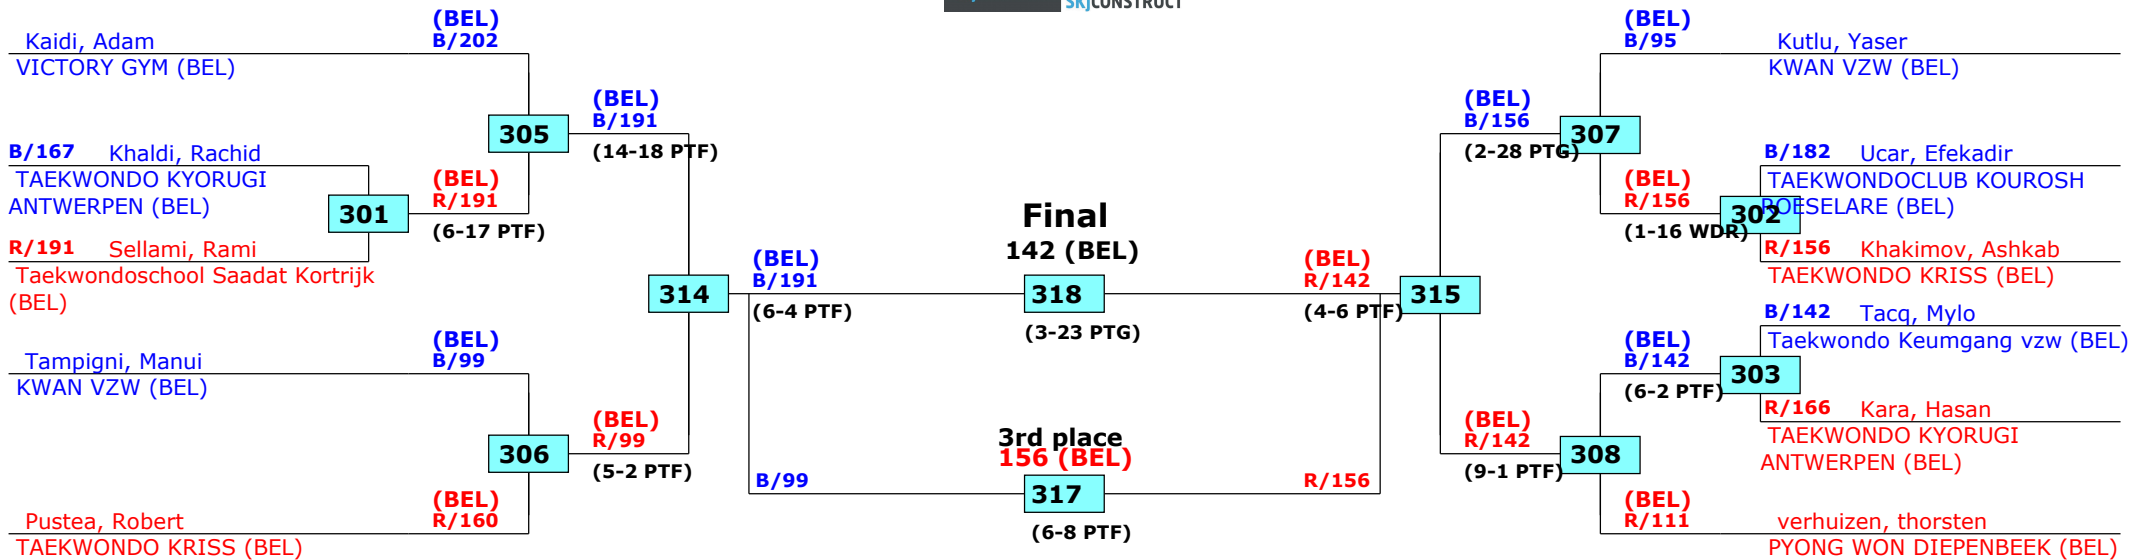 SKJCONSTRUCT
(BEL)
B/202
Kaidi, Adam
VICTORY GYM (BEL)
305
(BEL)
B/191
(14-18 PTF)
B/167 Khaldi, Rachid
TAEKWONDO KYORUGI
ANTWERPEN (BEL)
301
(BEL)
R/191
(6-17 PTF)
R/191 Sellami, Rami
Taekwondoschool Saadat Kortrijk
(BEL)
314
(BEL)
B/191
(6-4 PTF)
Tampigni, Manui
KWAN VZW (BEL)
(BEL)
B/99
306
(BEL)
R/99
(5-2 PTF)
(BEL)
R/160
Pustea, Robert
TAEKWONDO KRISS (BEL)
Final
142 (BEL)
318
(3-23 PTG)
3rd place
156 (BEL)
B/99
317
R/156
(6-8 PTF)
(BEL)
R/142
(4-6 PTF)
315
(BEL)
B/156
(2-28 PTG)
307
(BEL)
B/95
Kutlu, Yaser
KWAN VZW (BEL)
B/182 Ucar, Efekadir
TAEKWONDOCLUB KOUROSH
ROESELARE (BEL)
(BEL)
R/156
(1-16 WDR)
302
R/156 Khakimov, Ashkab
TAEKWONDO KRISS (BEL)
B/142 Tacq, Mylo
Taekwondo Keumgang vzw (BEL)
(BEL)
B/142
(6-2 PTF)
303
R/166 Kara, Hasan
TAEKWONDO KYORUGI
ANTWERPEN (BEL)
(BEL)
R/142
(9-1 PTF)
308
(BEL)
R/111
verhuizen, thorsten
PYONG WON DIEPENBEEK (BEL)